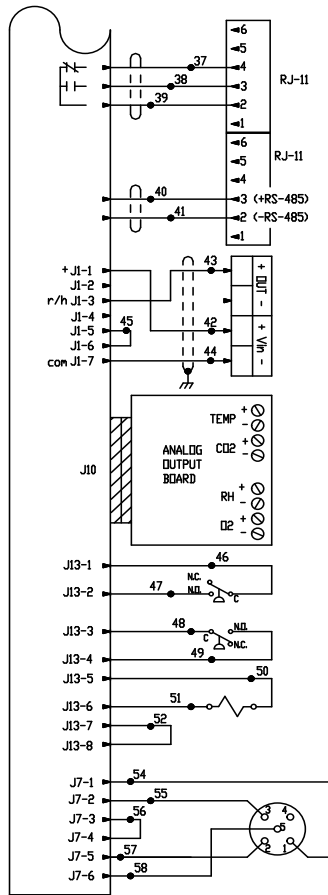 6
5
37
4
38
3
RJ-11
39
2
1
RJ-11
6
5
4
40
3 (+RS-485)
41
2 (-RS-485)
1
43
+ J1-1
+ OUT -
J1-2
r/h J1-3
J1-4
45
42
J1-5
+ Vin -
J1-6
44
com J1-7
TEMP + -
ANALOG OUTPUT BOARD
CO2 + -
J10
RH + -
O2 + -
46
J13-1
47
N.C.
N.O.
C
J13-2
48
N.O.
J13-3
C
N.C.
49
J13-4
50
J13-5
51
J13-6
52
J13-7
J13-8
54
J7-1
55
J7-2
3 4
56
J7-3
5
J7-4
57
2 1
J7-5
58
J7-6